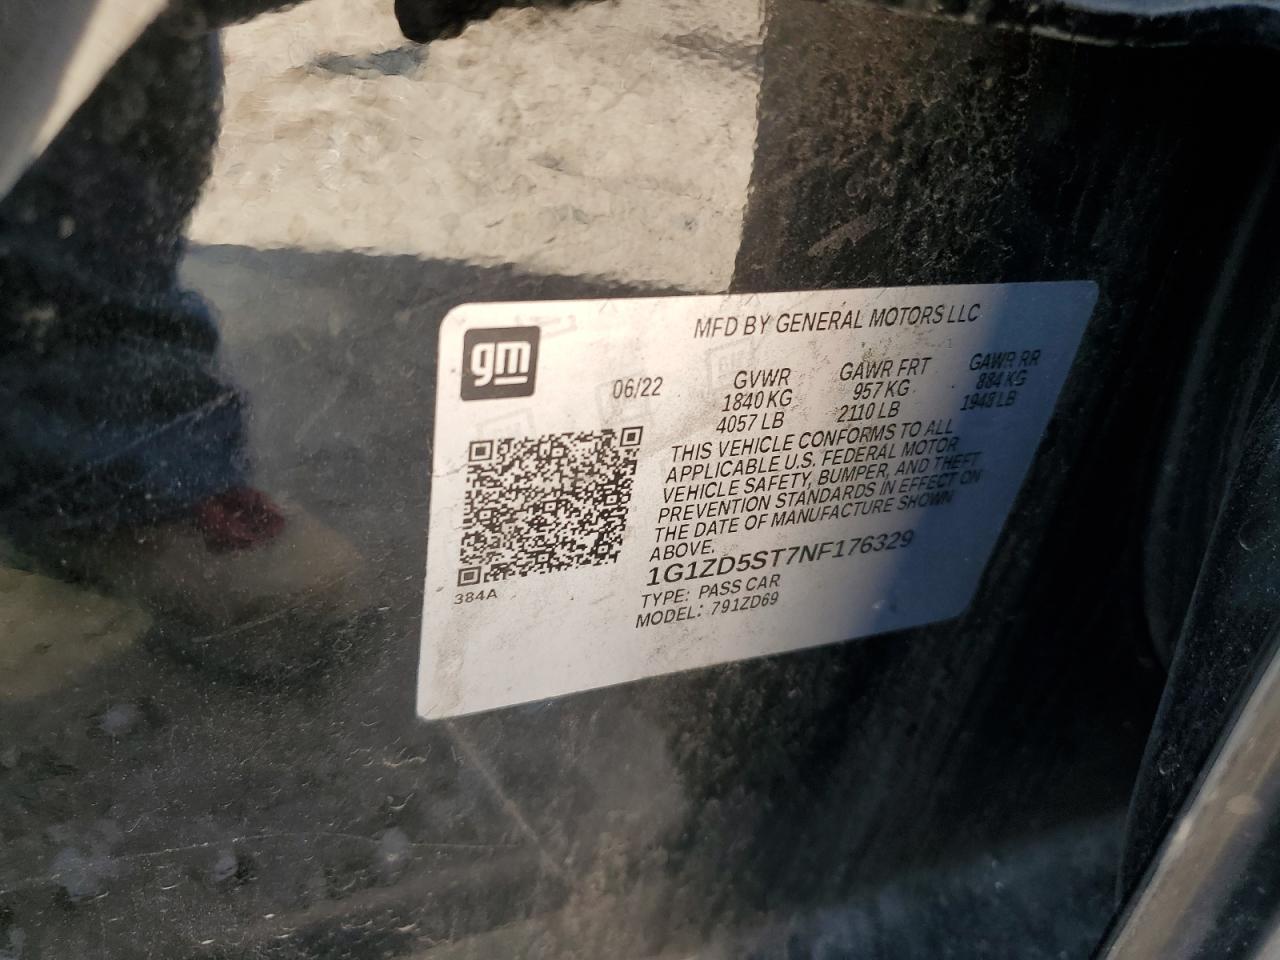 MFD BY GENERAL MOTORS LLC
gm
06/22
GVWR
1840 KG
4057 LB
GAWR FRT
957 KG
2110 LB
GAWR RR
884 KG
1948 LB
THIS VEHICLE CONFORMS TO ALL
APPLICABLE U.S. FEDERAL MOTOR
VEHICLE SAFETY, BUMPER, AND THEFT
PREVENTION STANDARDS IN EFFECT ON
THE DATE OF MANUFACTURE SHOWN
ABOVE.
1G1ZD5ST7NF176329
TYPE: PASS CAR
MODEL: 791ZD69
384A